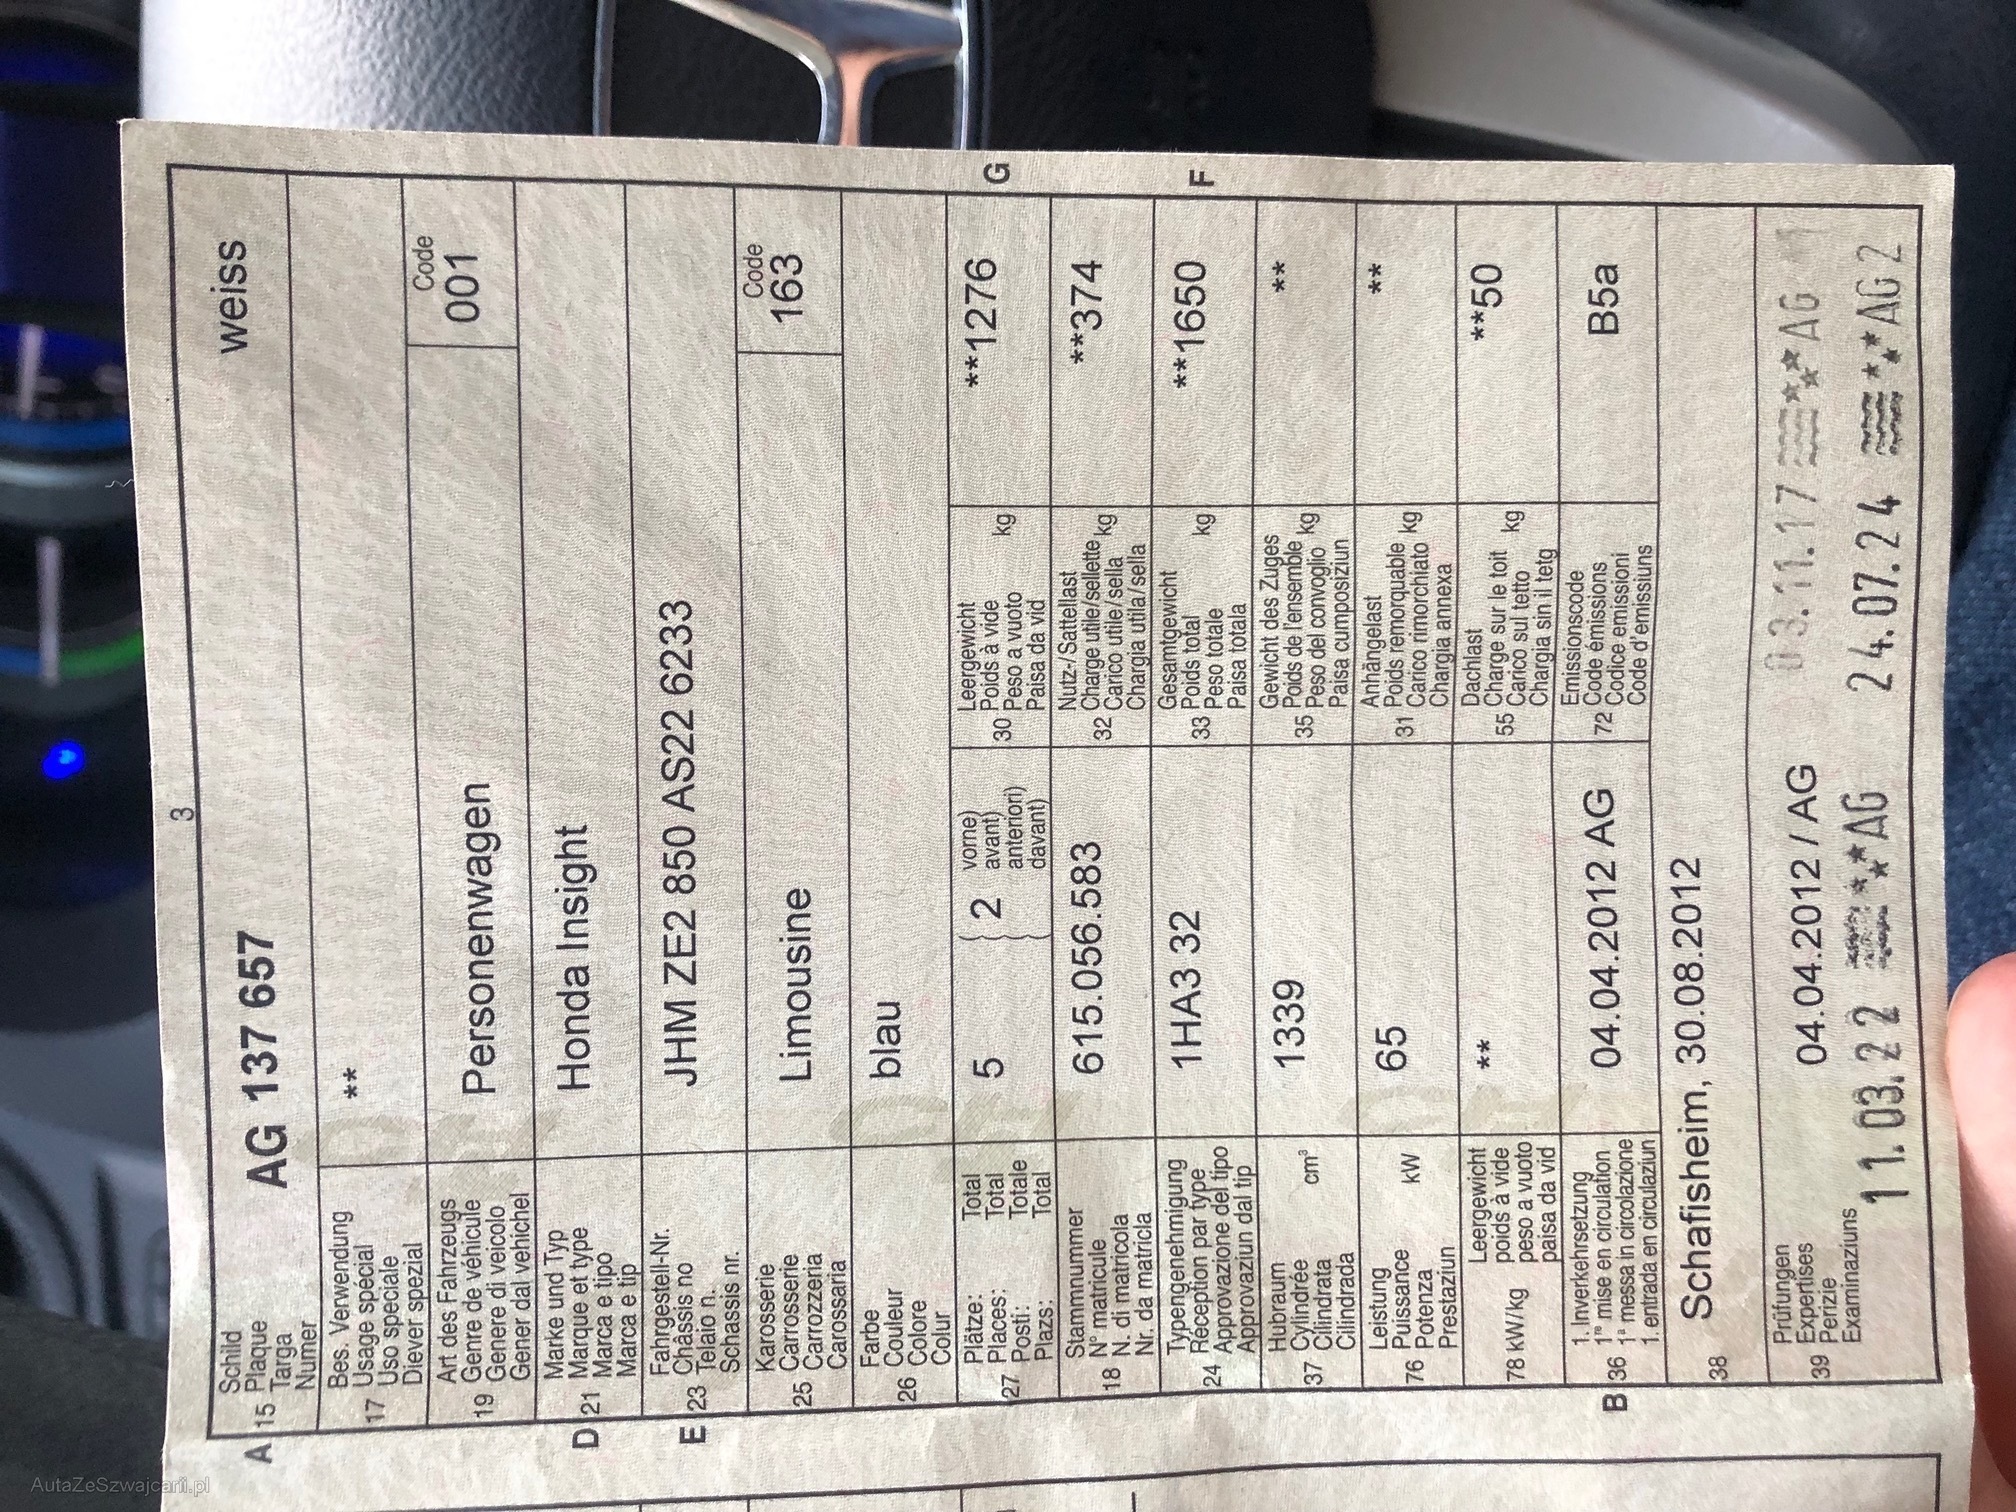 3
A 15 Schild
Plaque
Targa
Numer
AG 137 657 weiss
17 Bes. Verwendung
Usage spécial
Uso speciale
Diever spezial
**
19 Art des Fahrzeugs
Genre de véhicule
Genere di veicolo
Gener dal vehichel
Personenwagen
Code
001
D 21 Marke und Typ
Marque et type
Marca e tipo
Marca e tip
Honda Insight
E 23 Fahrgestell-Nr.
Châssis no
Telaio n.
Schassis nr.
JHM ZE2 850 AS22 6233
25 Karosserie
Carrosserie
Carrozzeria
Carossaria
Limousine
Code
163
26 Farbe
Couleur
Colore
Colur
blau
27 Plätze: Total
Places: Total
Posti: Totale
Plazs: Total
5
2
vorne)
avant)
anteriori)
davant)
30 Leergewicht
Poids à vide
Peso a vuoto
Paisa da vid
kg
**1276
G
18 Stammnummer
N° matricule
N. di matricola
Nr. da matricla
615.056.583
32 Nutz-/Sattellast
Charge utile/sellette
Carico utile/sella
Chargia utila/sella
kg
**374
24 Typengenehmigung
Réception par type
Approvazione del tipo
Approvaziun dal tip
1HA3 32
33 Gesamtgewicht
Poids total
Peso totale
Paisa totala
kg
**1650
F
37 Hubraum
Cylindrée
Cilindrata
Cilindrada
cm³
1339
35 Gewicht des Zuges
Poids de l'ensemble
Peso del convoglio
Paisa cumposiziun
kg
**
76 Leistung
Puissance
Potenza
Prestaziun
kW
65
31 Anhängelast
Poids remorquable
Carico rimorchiato
Chargia annexa
kg
**
78 kW/kg
Leergewicht
poids à vide
peso a vuoto
paisa da vid
**
55 Dachlast
Charge sur le toit
Carico sul tetto
Chargia sin il tetg
kg
**50
B 36 1. Inverkehrsetzung
1re mise en circulation
1a messa in circolazione
1. entrada en circulaziun
04.04.2012 AG
72 Emissionscode
Code émissions
Codice emissioni
Code d'emissiuns
B5a
38 Schafisheim, 30.08.2012
39 Prüfungen
Expertises
Perizie
Examinaziuns
04.04.2012 / AG 03.11.17 **AG
11.03.22 **AG 24.07.24 **AG 2
AutaZeSzwajcarii.pl